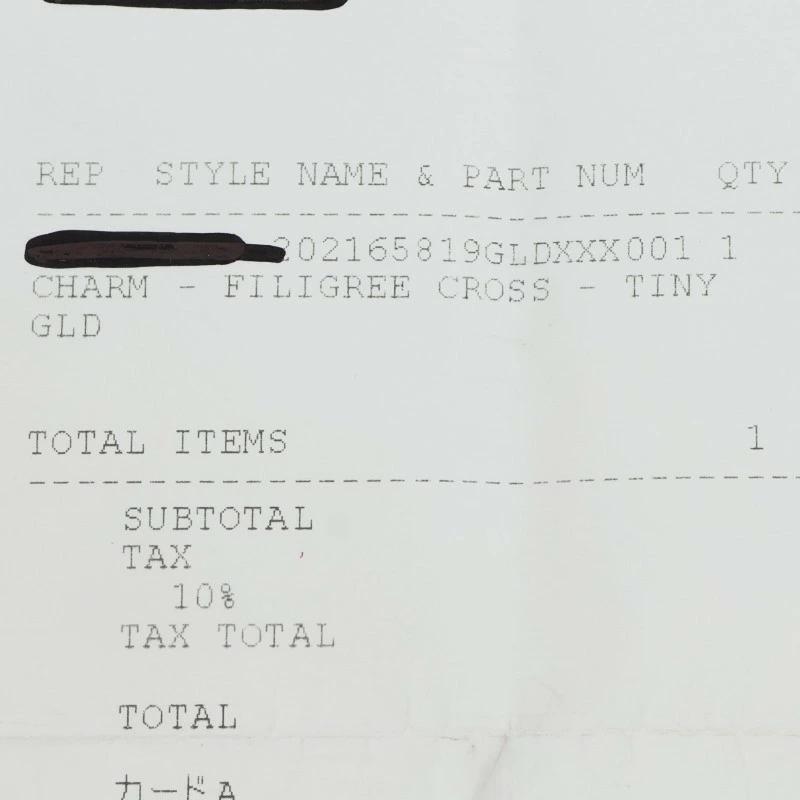 REP STYLE NAME & PART NUM QTY
202165819GLDXXX001 1
CHARM - FILIGREE CROSS - TINY
GLD
TOTAL ITEMS 1
SUBTOTAL
TAX
10%
TAX TOTAL
TOTAL
カードA